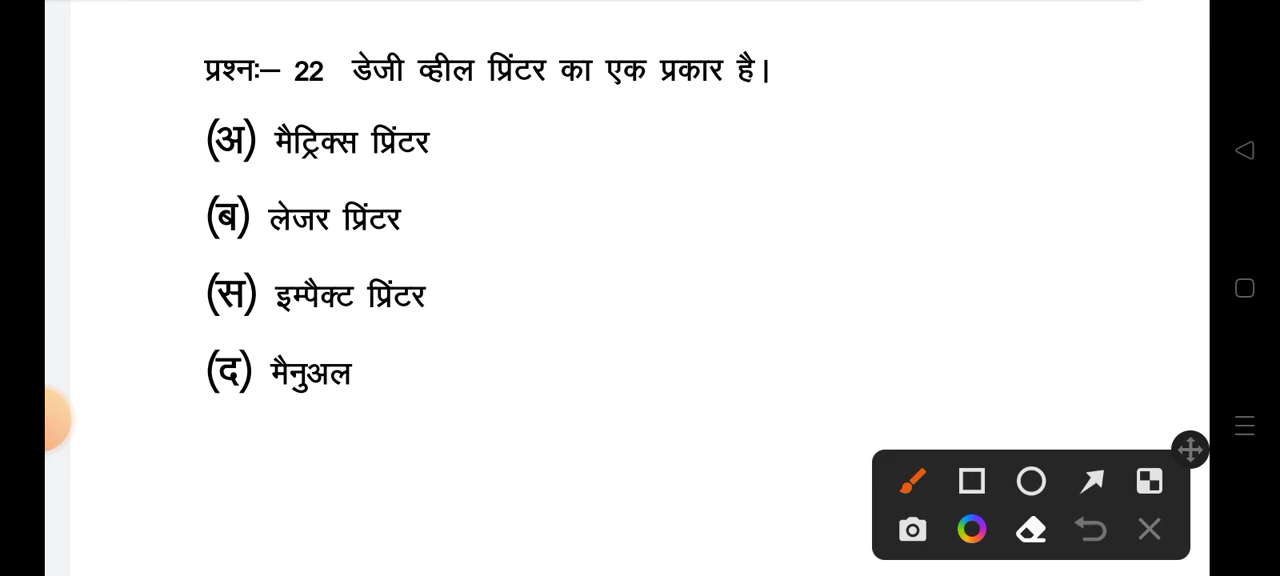 प्रश्नः– 22 डेजी व्हील प्रिंटर का एक प्रकार है।
(अ) मैट्रिक्स प्रिंटर
(ब) लेजर प्रिंटर
(स) इम्पैक्ट प्रिंटर
(द) मैनुअल